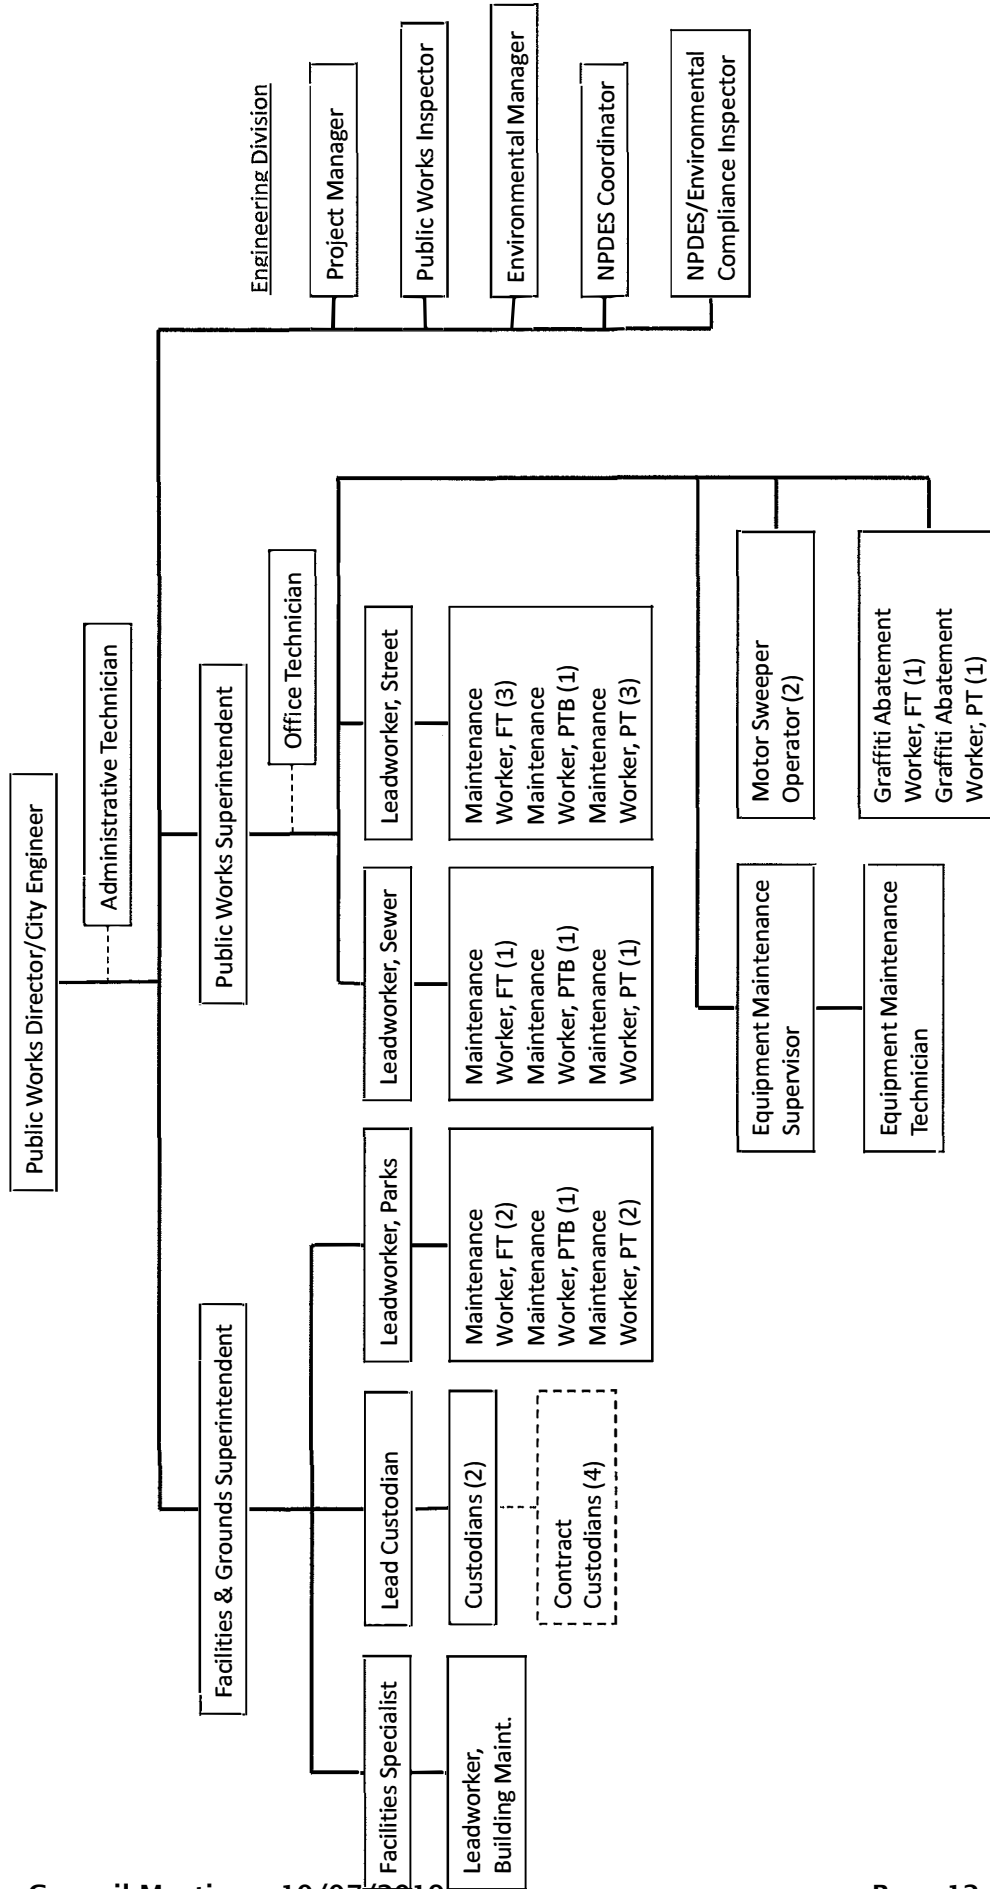 Public Works Director/City Engineer
Administrative Technician
Facilities & Grounds Superintendent
Public Works Superintendent
Office Technician
Engineering Division
Project Manager
Public Works Inspector
Environmental Manager
NPDES Coordinator
NPDES/Environmental
Compliance Inspector
Facilities Specialist
Leadworker,
Building Maint.
Lead Custodian
Custodians (2)
Contract
Custodians (4)
Leadworker, Parks
Maintenance
Worker, FT (2)
Maintenance
Worker, PTB (1)
Maintenance
Worker, PT (2)
Leadworker, Sewer
Maintenance
Worker, FT (1)
Maintenance
Worker, PTB (1)
Maintenance
Worker, PT (1)
Leadworker, Street
Maintenance
Worker, FT (3)
Maintenance
Worker, PTB (1)
Maintenance
Worker, PT (3)
Equipment Maintenance
Supervisor
Equipment Maintenance
Technician
Motor Sweeper
Operator (2)
Graffiti Abatement
Worker, FT (1)
Graffiti Abatement
Worker, PT (1)